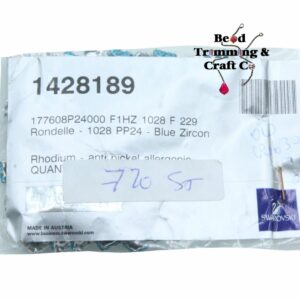 Bead
Trimming &
Craft Co
1428189
177608P24000 F1HZ 1028 F 229
Rondelle - 1028 PP24 - Blue Zircon
Rhodium - anti nickel allergenic
QUANT
720 ST
MADE IN AUSTRIA
SWAROVSKI